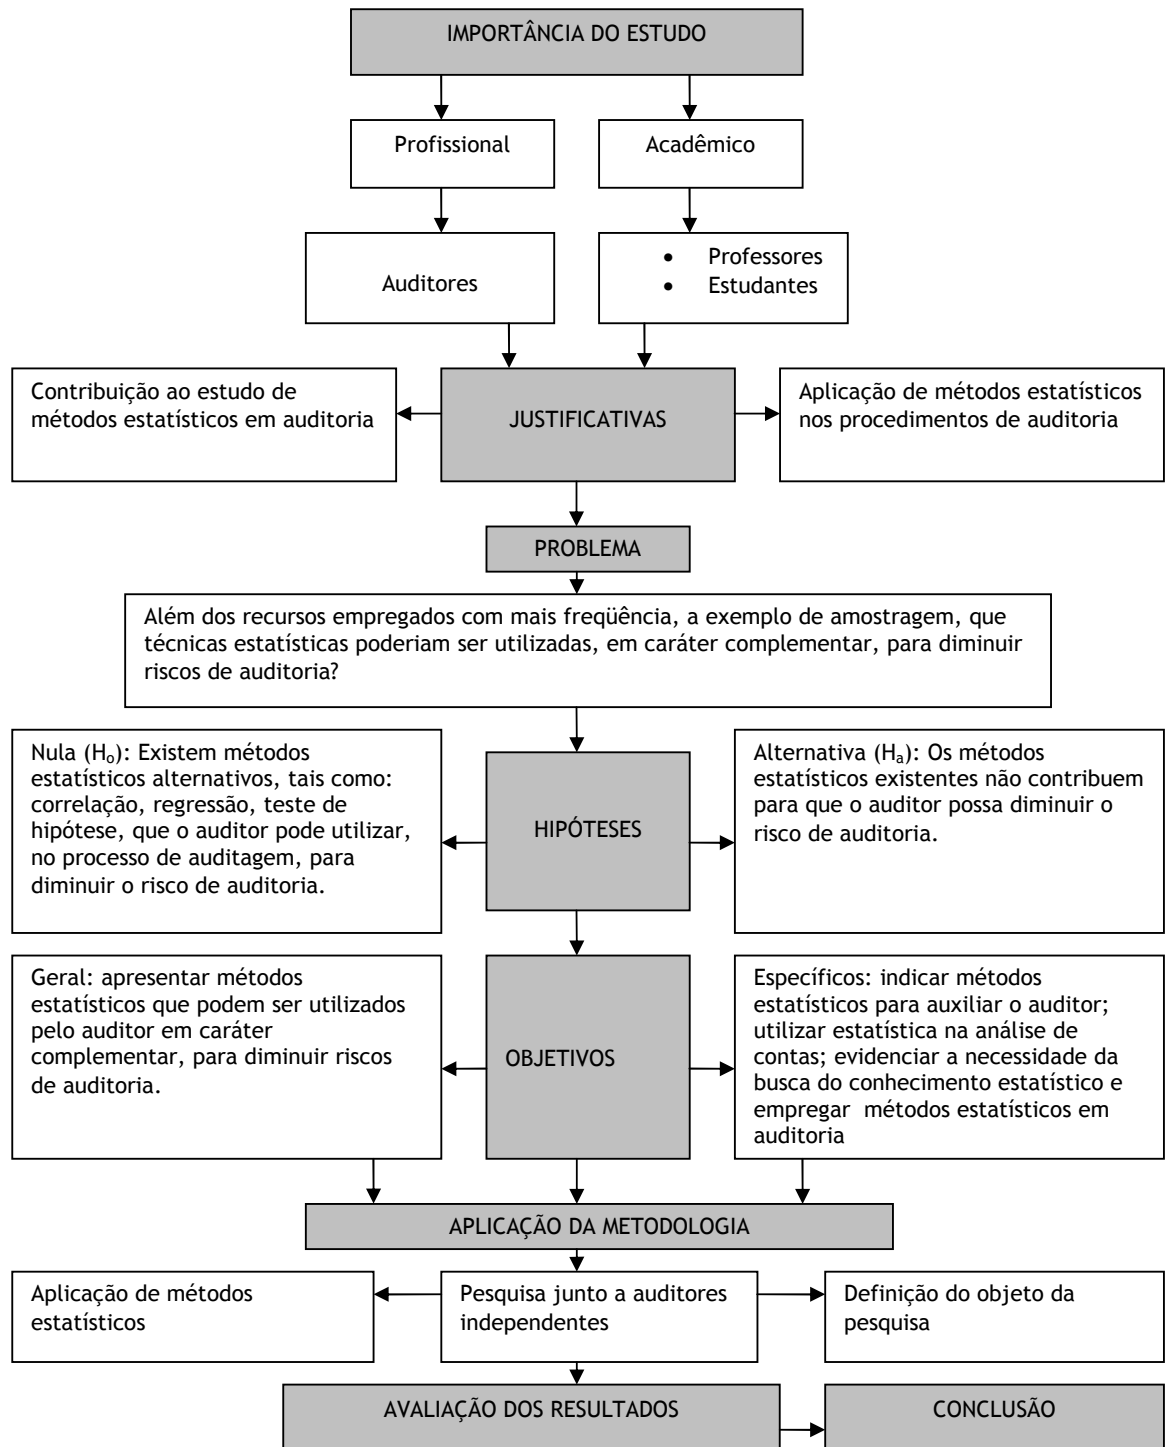 IMPORTÂNCIA DO ESTUDO
Profissional
Acadêmico
Auditores
• Professores
• Estudantes
Contribuição ao estudo de
métodos estatísticos em auditoria
JUSTIFICATIVAS
Aplicação de métodos estatísticos
nos procedimentos de auditoria
PROBLEMA
Além dos recursos empregados com mais freqüência, a exemplo de amostragem, que
técnicas estatísticas poderiam ser utilizadas, em caráter complementar, para diminuir
riscos de auditoria?
Nula (Ho): Existem métodos
estatísticos alternativos, tais como:
correlação, regressão, teste de
hipótese, que o auditor pode utilizar,
no processo de auditagem, para
diminuir o risco de auditoria.
HIPÓTESES
Alternativa (Ha): Os métodos
estatísticos existentes não contribuem
para que o auditor possa diminuir o
risco de auditoria.
Geral: apresentar métodos
estatísticos que podem ser utilizados
pelo auditor em caráter
complementar, para diminuir riscos
de auditoria.
OBJETIVOS
Específicos: indicar métodos
estatísticos para auxiliar o auditor;
utilizar estatística na análise de
contas; evidenciar a necessidade da
busca do conhecimento estatístico e
empregar métodos estatísticos em
auditoria
APLICAÇÃO DA METODOLOGIA
Aplicação de métodos
estatísticos
Pesquisa junto a auditores
independentes
Definição do objeto da
pesquisa
AVALIAÇÃO DOS RESULTADOS
CONCLUSÃO